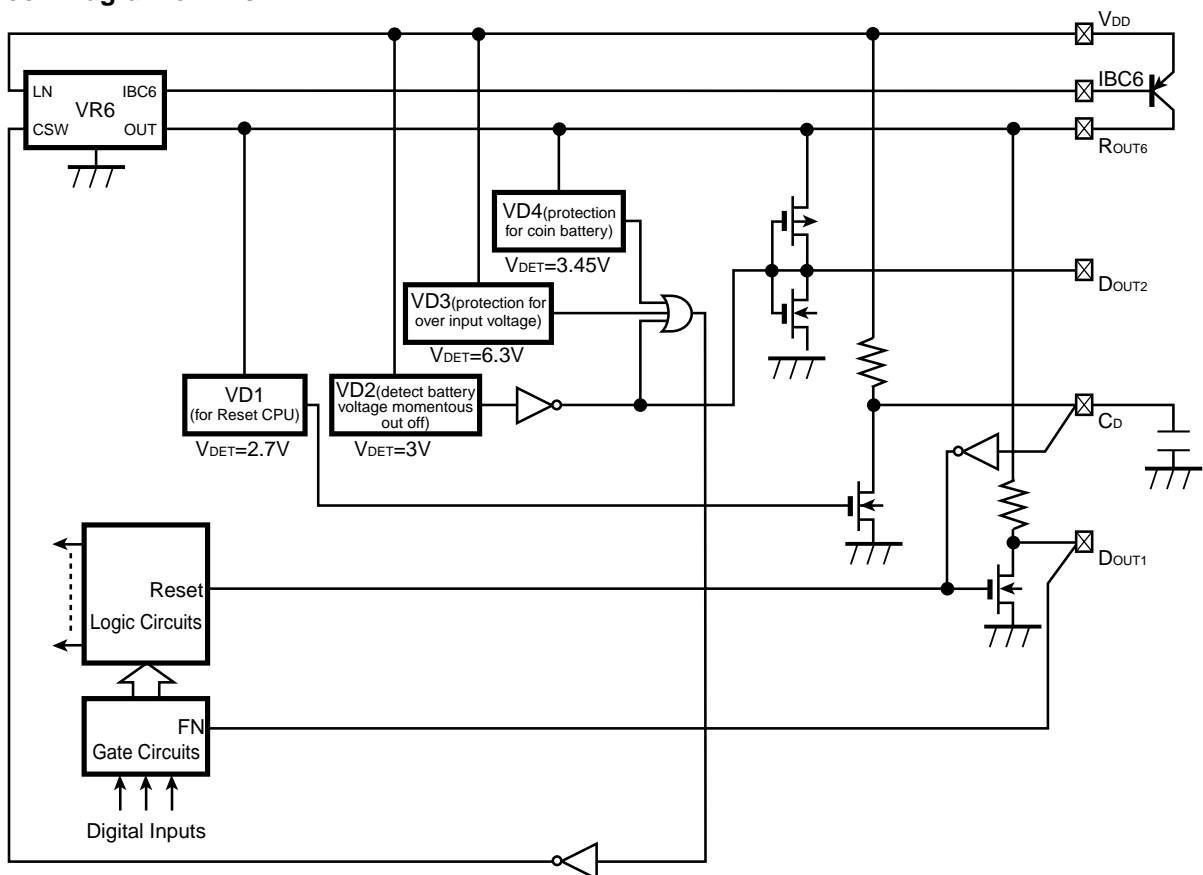 VDD
LN
IBC6
VR6
CSW
OUT
IBC6
ROUT6
VD4(protection
for coin battery)
VDET=3.45V
DOUT2
VD3(protection for
over input voltage)
VDET=6.3V
VD1
(for Reset CPU)
VDET=2.7V
VD2(detect battery
voltage momentous
out off)
VDET=3V
CD
Reset
Logic Circuits
DOUT1
FN
Gate Circuits
Digital Inputs